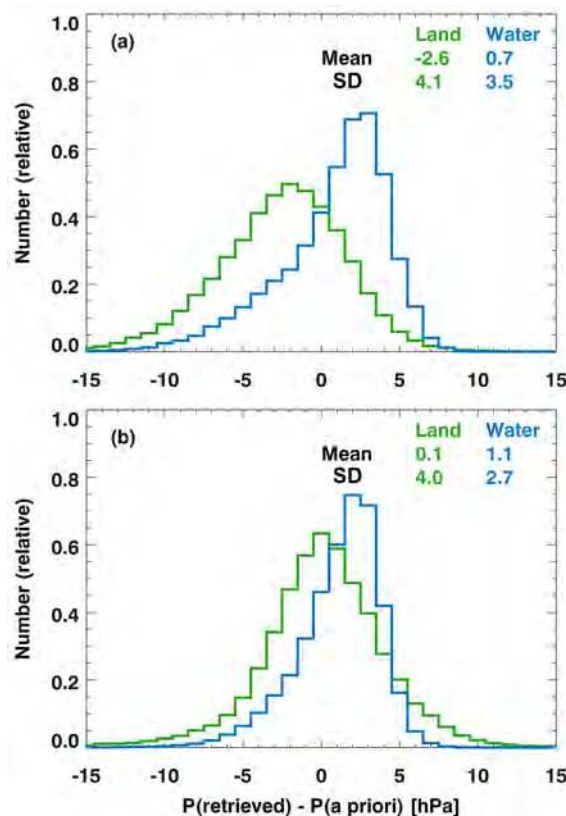 (a)
Land Water
Mean -2.6 0.7
SD 4.1 3.5
Number (relative)
1.0
0.8
0.6
0.4
0.2
0.0
-15 -10 -5 0 5 10 15
(b)
Land Water
Mean 0.1 1.1
SD 4.0 2.7
Number (relative)
1.0
0.8
0.6
0.4
0.2
0.0
-15 -10 -5 0 5 10 15
P(retrieved) - P(a priori) [hPa]